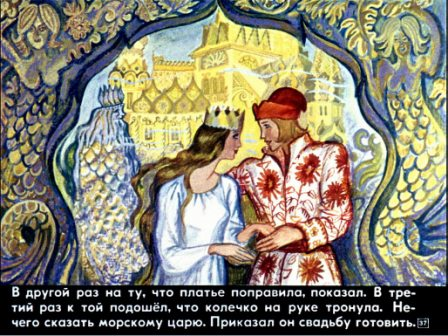 В другой раз на ту, что платье поправила, показал. В тре-
тий раз к той подошёл, что колечко на руке тронула. Не-
чего сказать морскому царю. Приказал он свадьбу готовить. 37